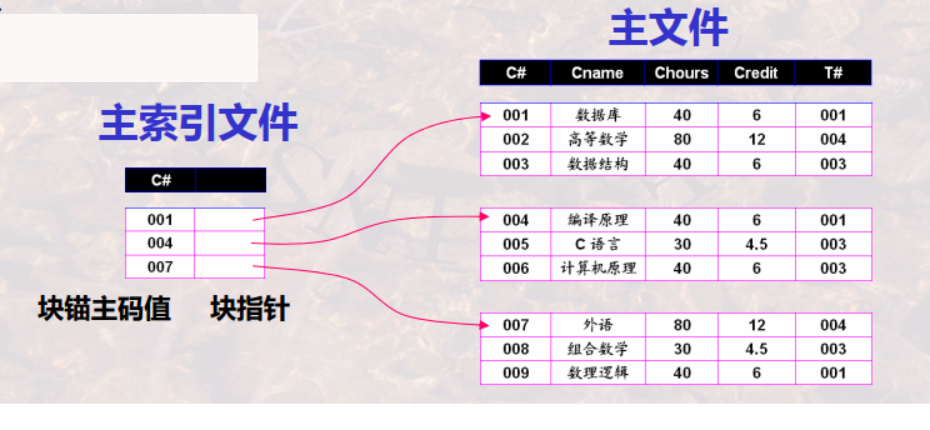 主文件
C# Cname Chours Credit T#
001 数据库 40 6 001
002 高等数学 80 12 004
003 数据结构 40 6 003
004 编译原理 40 6 001
005 C 语言 30 4.5 003
006 计算机原理 40 6 003
007 外语 80 12 004
008 组合数学 30 4.5 003
009 数理逻辑 40 6 001
主索引文件
C#
001
004
007
块锚主码值 块指针